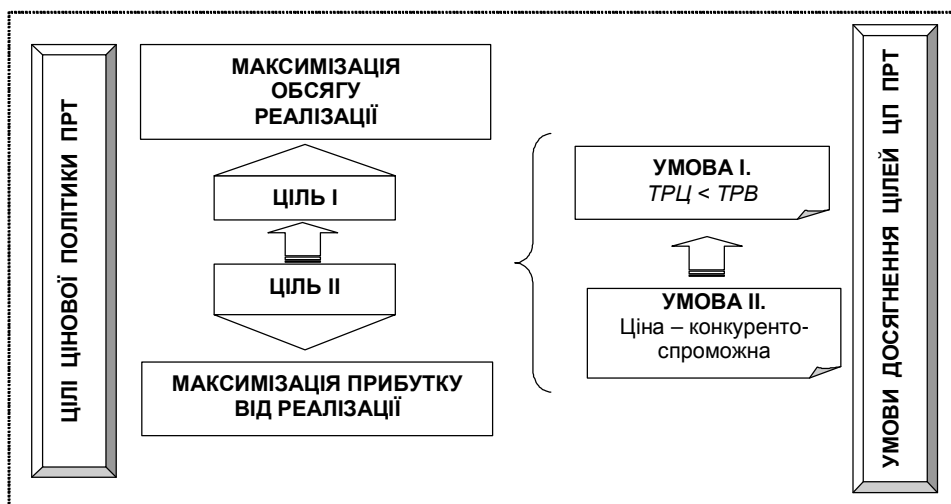 ЦІЛІ ЦІНОВОЇ ПОЛІТИКИ ПРТ
МАКСИМІЗАЦІЯ
ОБСЯГУ
РЕАЛІЗАЦІЇ
ЦІЛЬ І
ЦІЛЬ ІІ
МАКСИМІЗАЦІЯ ПРИБУТКУ
ВІД РЕАЛІЗАЦІЇ
УМОВА І.
ТРЦ < ТРВ
УМОВА ІІ.
Ціна – конкуренто-
спроможна
УМОВИ ДОСЯГНЕННЯ ЦІЛЕЙ ЦП ПРТ